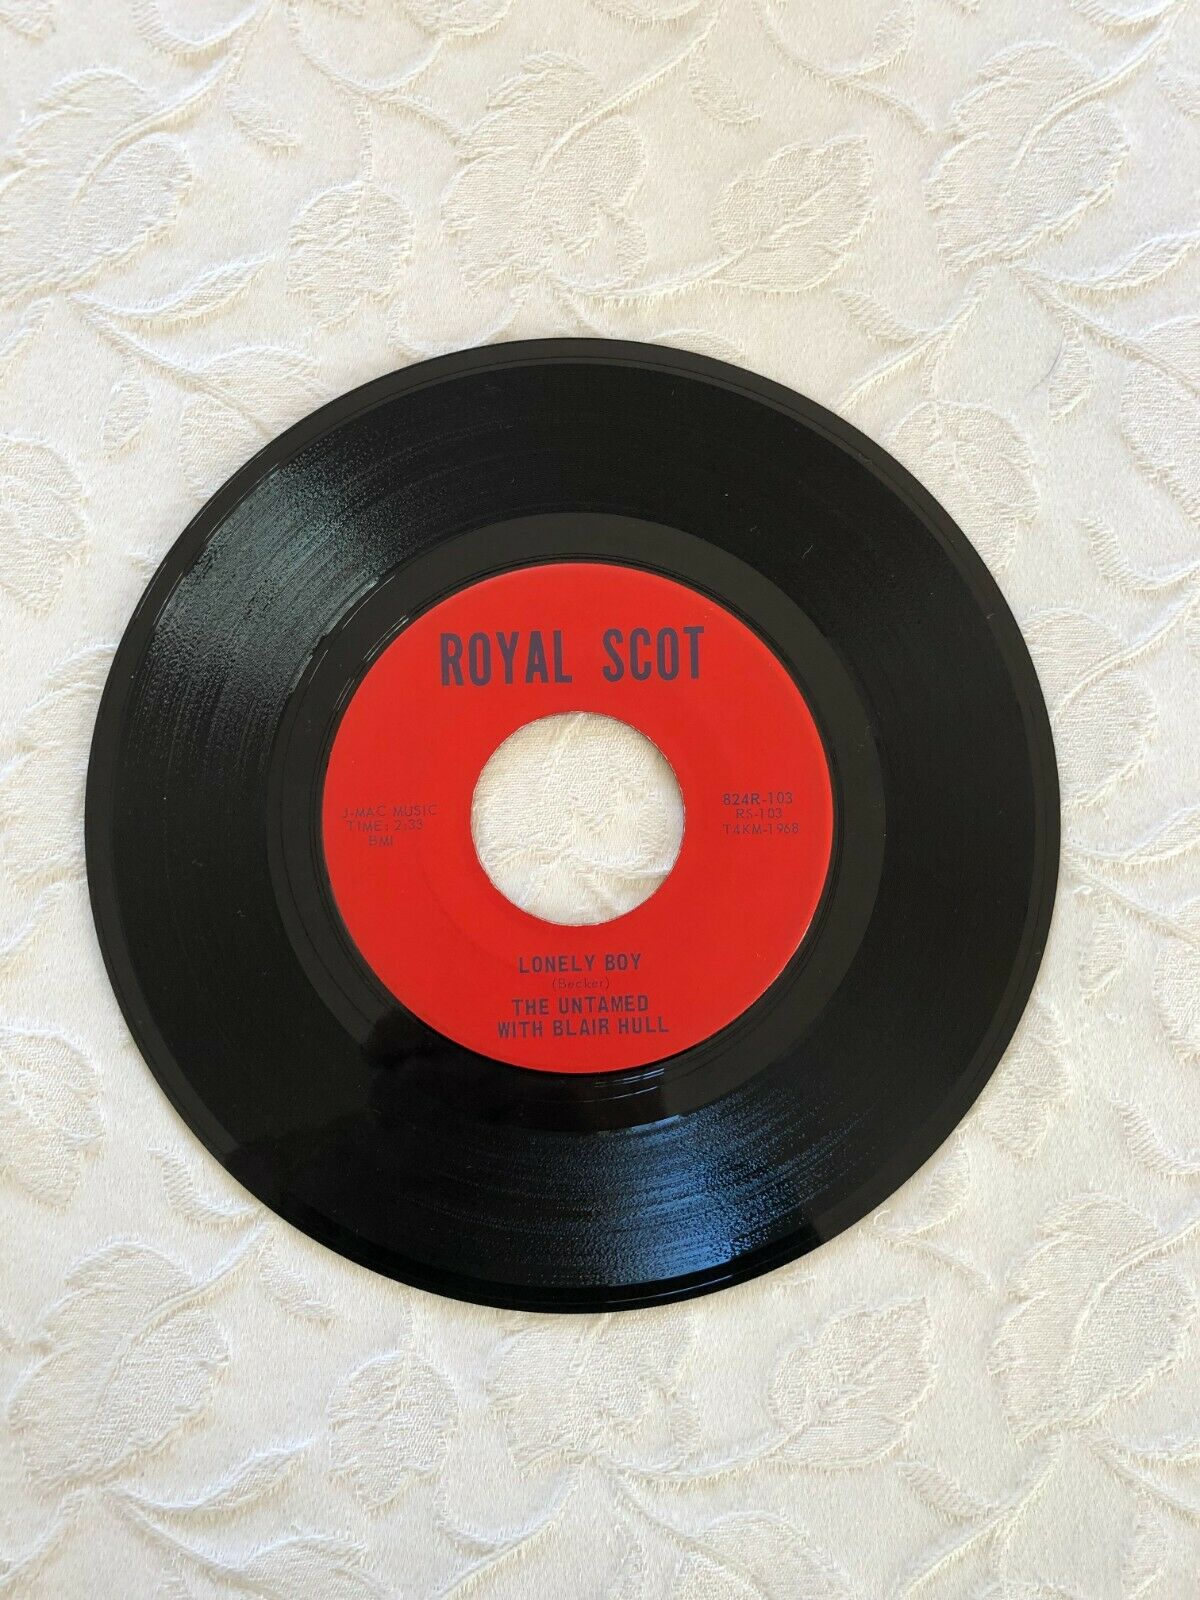 ROYAL SCOT
J-MAC MUSIC
TIME: 2:33
BMI
824R-103
RS-103
T4KM-1968
LONELY BOY
(Becker)
THE UNTAMED
WITH BLAIR HULL